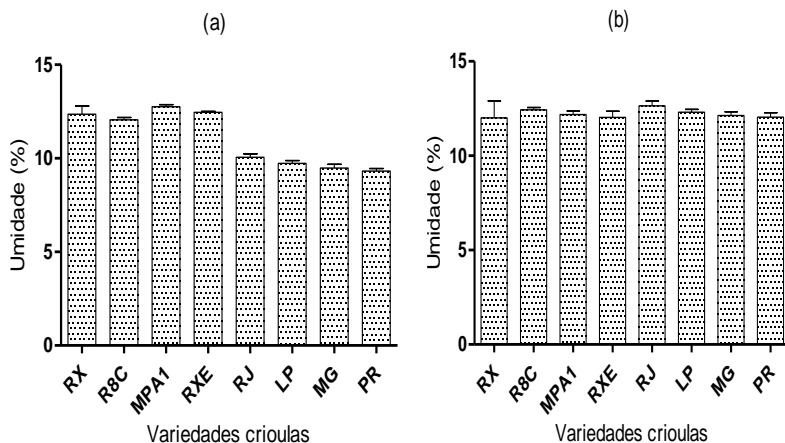 (a)
15
10
5
0
Umidade (%)
RX
R8C
MPA1
RXE
RJ
LP
MG
PR
Variedades crioulas
(b)
15
10
5
0
Umidade (%)
RX
R8C
MPA1
RXE
RJ
LP
MG
PR
Variedades crioulas